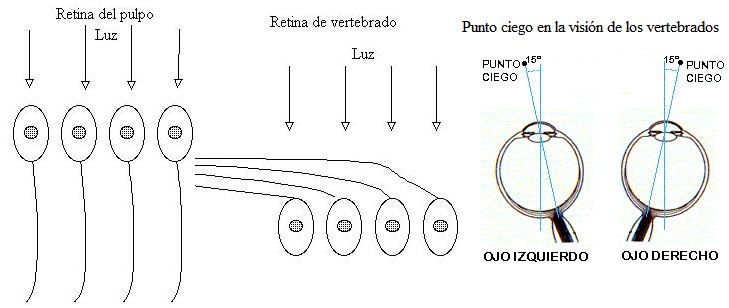 Retina del pulpo
Luz
Retina de vertebrado
Luz
Punto ciego en la visión de los vertebrados
PUNTO
CIEGO
15°
15°
PUNTO
CIEGO
OJO IZQUIERDO
OJO DERECHO